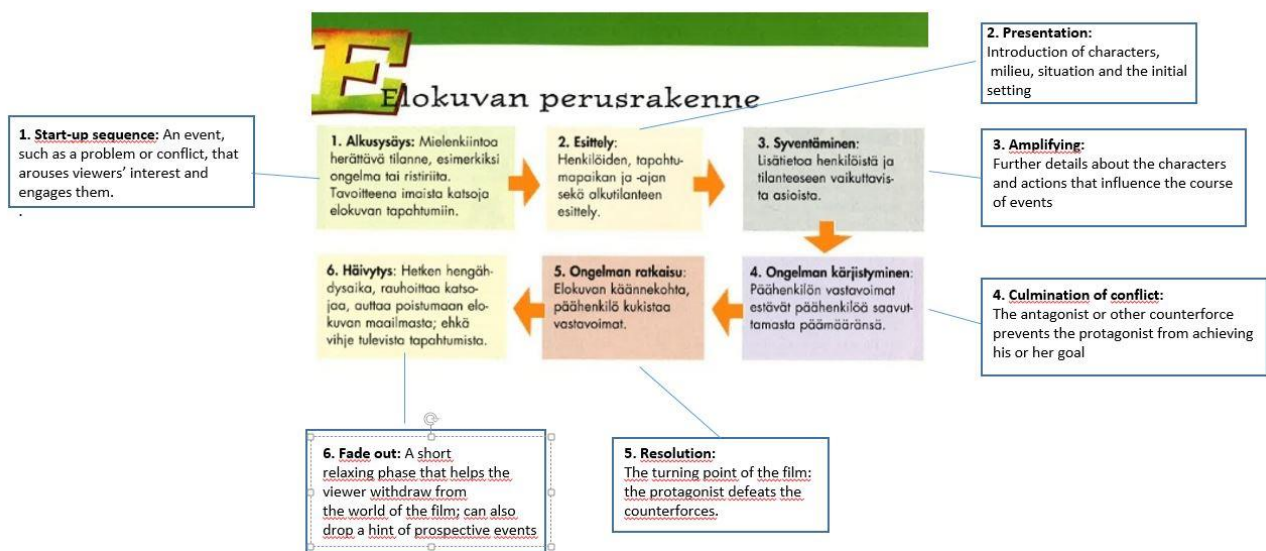 Elokuvan perusrakenne
1. Start-up sequence: An event,
such as a problem or conflict, that
arouses viewers’ interest and
engages them.
.
1. Alkusysäys: Mielenkiintoa
herättävä tilanne, esimerkiksi
ongelma tai ristiriita.
Tavoitteena imaista katsoja
elokuvan tapahtumiin.
2. Esittely:
Henkilöiden, tapahtu-
mapaikan ja -ajan
sekä alkutilanteen
esittely.
3. Syventäminen:
Lisätietoa henkilöistä ja
tilanteeseen vaikuttavis-
ta asioista.
2. Presentation:
Introduction of characters,
milieu, situation and the initial
setting
3. Amplifying:
Further details about the characters
and actions that influence the course
of events
6. Häivytys: Hetken hengäh-
dysaika, rauhoittaa katso-
jaa, auttaa poistumaan elo-
kuvan maailmasta; ehkä
vihje tulevista tapahtumista.
5. Ongelman ratkaisu:
Elokuvan käännekohta,
päähenkilö kukistaa
vastavoimat.
4. Ongelman kärjistyminen:
Päähenkilön vastavoimat
estävät päähenkilöä saavut-
tamasta päämääränsä.
4. Culmination of conflict:
The antagonist or other counterforce
prevents the protagonist from achieving
his or her goal
6. Fade out: A short
relaxing phase that helps the
viewer withdraw from
the world of the film; can also
drop a hint of prospective events
5. Resolution:
The turning point of the film:
the protagonist defeats the
counterforces.